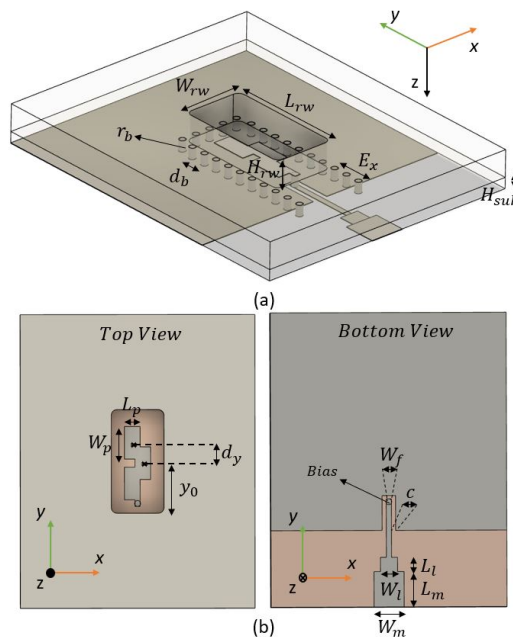 y
x
z
W_rw
L_rw
r_b
H_rw
E_x
d_b
H_su
(a)
Top View
Bottom View
L_p
W_p
d_y
y_0
W_f
Bias
c
y
x
z
y
x
z
L_l
W_l
L_m
W_m
(b)